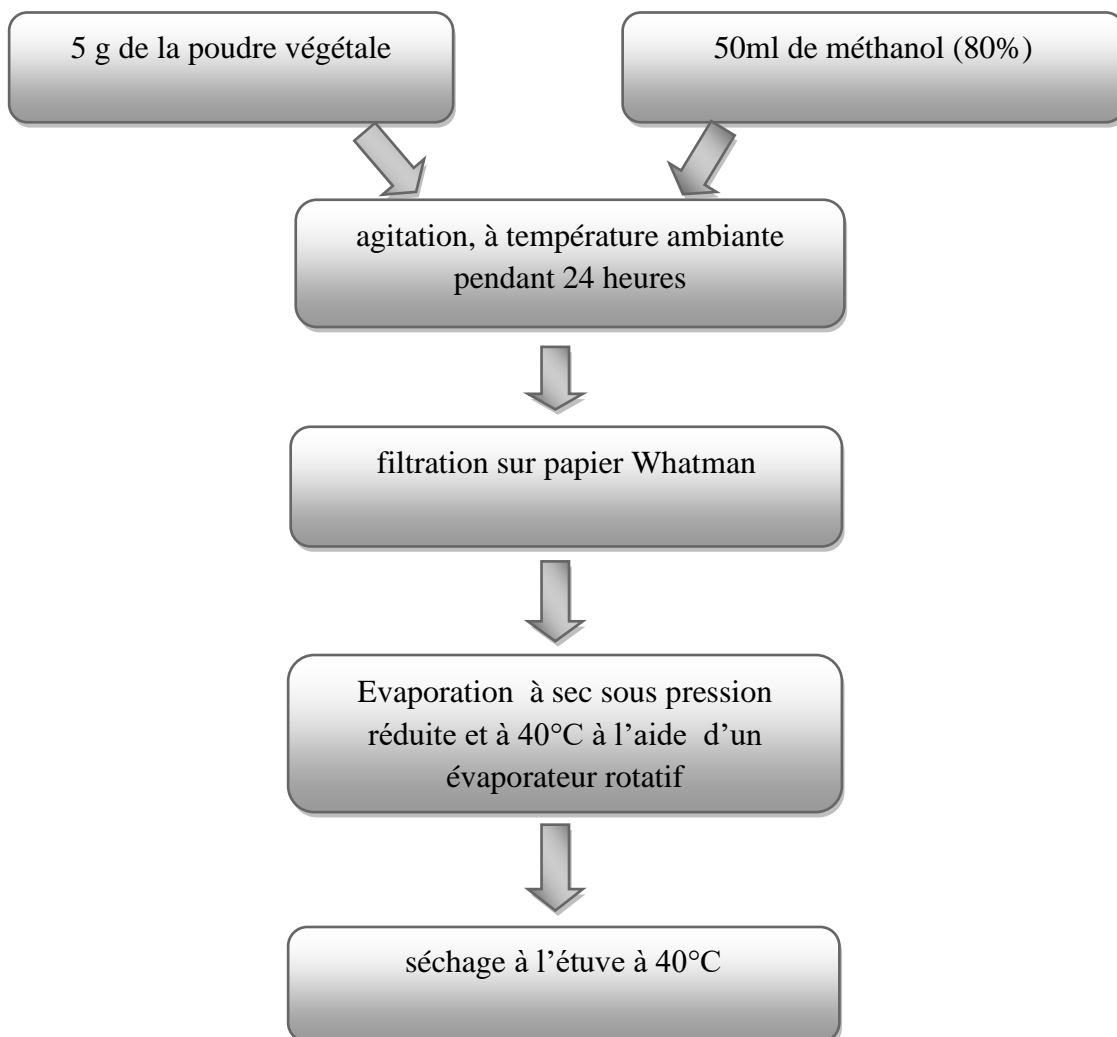 5 g de la poudre végétale
50ml de méthanol (80%)
agitation, à température ambiante
pendant 24 heures
filtration sur papier Whatman
Evaporation à sec sous pression
réduite et à 40°C à l’aide d’un
évaporateur rotatif
séchage à l’étuve à 40°C